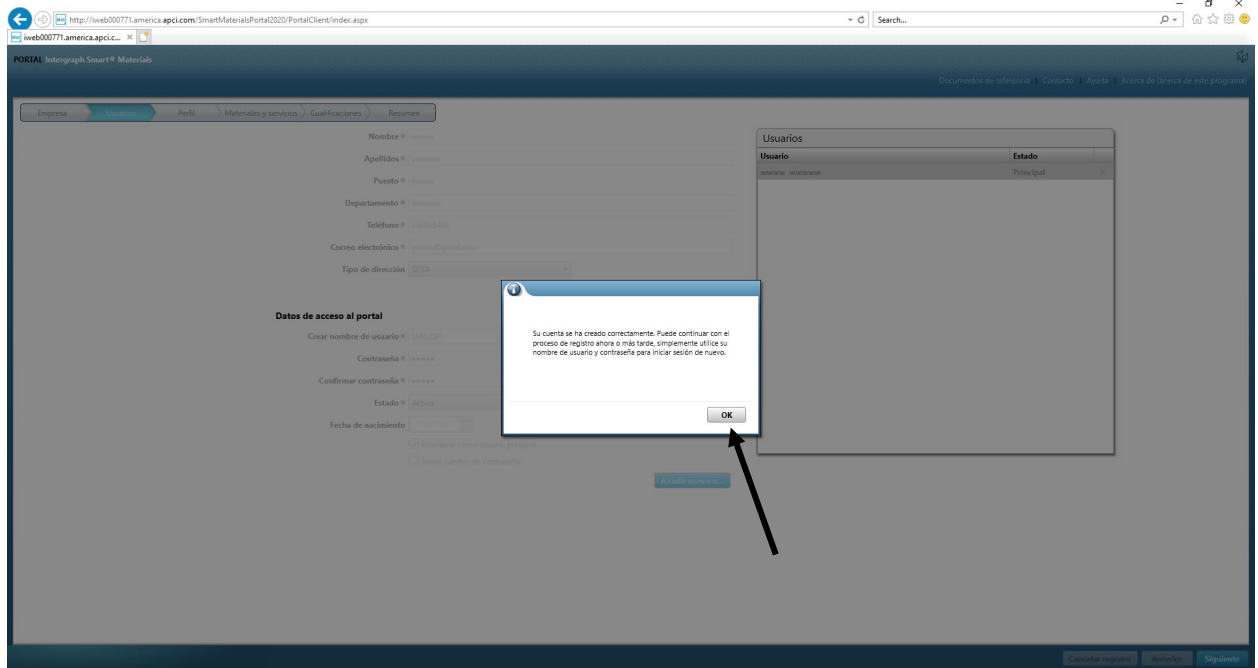 http://iweb000771.america.apci.com/SmartMaterialsPortal2020/PortalClient/index.aspx
Search...
iweb000771.america.apci.c...
PORTAL Intergraph Smart® Materials
Documentos de referencia | Contacto | Ayuda | Acerca de (acerca de este programa)
Empresa Usuarios Perfil Materiales y servicios Cualificaciones Resumen
Nombre *
Apellidos *
Puesto *
Departamento *
Teléfono *
Correo electrónico *
Tipo de dirección
Datos de acceso al portal
Crear nombre de usuario *
Contraseña *
Confirmar contraseña *
Estado * Activo
Fecha de nacimiento
Usuarios
Usuario Estado
wwww wwwww Principal
Su cuenta se ha creado correctamente. Puede continuar con el
proceso de registro ahora o más tarde, simplemente utilice su
nombre de usuario y contraseña para iniciar sesión de nuevo.
OK
Cancelar registro Anterior Siguiente